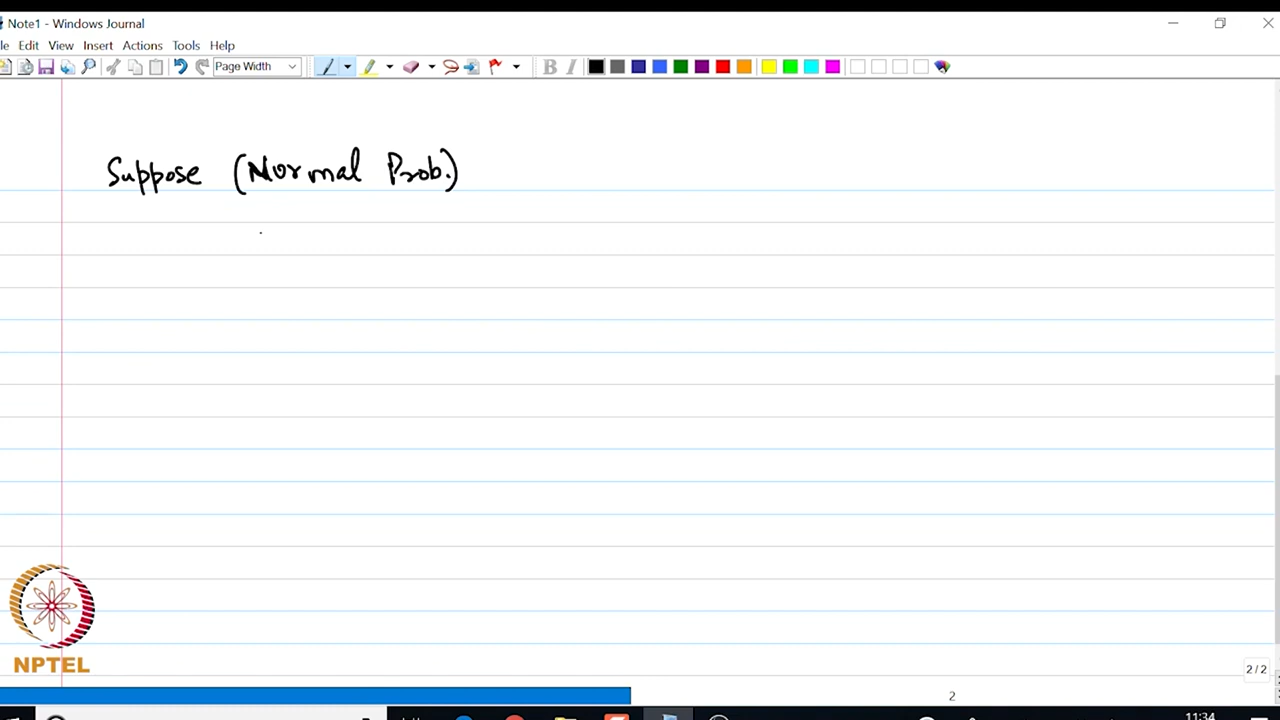 Note1 - Windows Journal
le Edit View Insert Actions Tools Help
Page Width B I
Suppose (Normal Prob.)
NPTEL
2 / 2
2
11:34